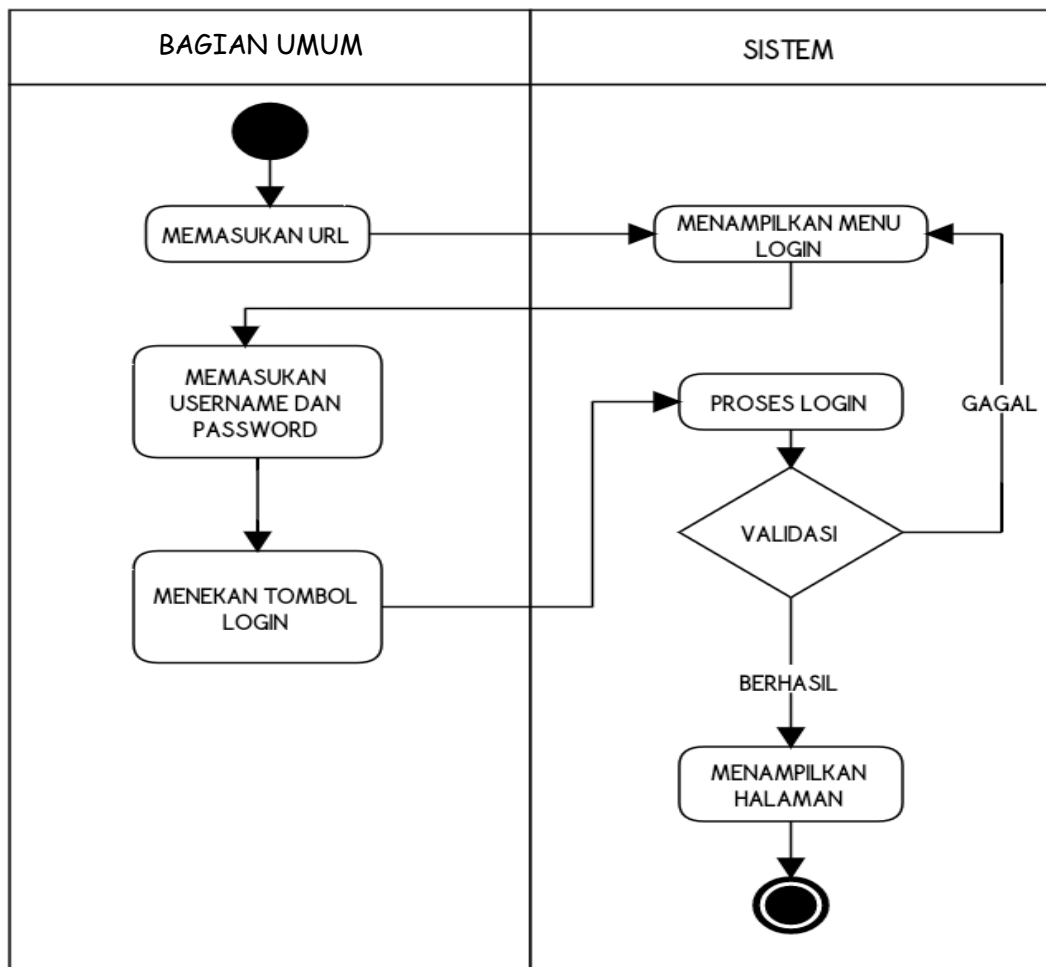 BAGIAN UMUM
SISTEM
MEMASUKAN URL
MENAMPILKAN MENU
LOGIN
MEMASUKAN
USERNAME DAN
PASSWORD
PROSES LOGIN
GAGAL
VALIDASI
MENEKAN TOMBOL
LOGIN
BERHASIL
MENAMPILKAN
HALAMAN